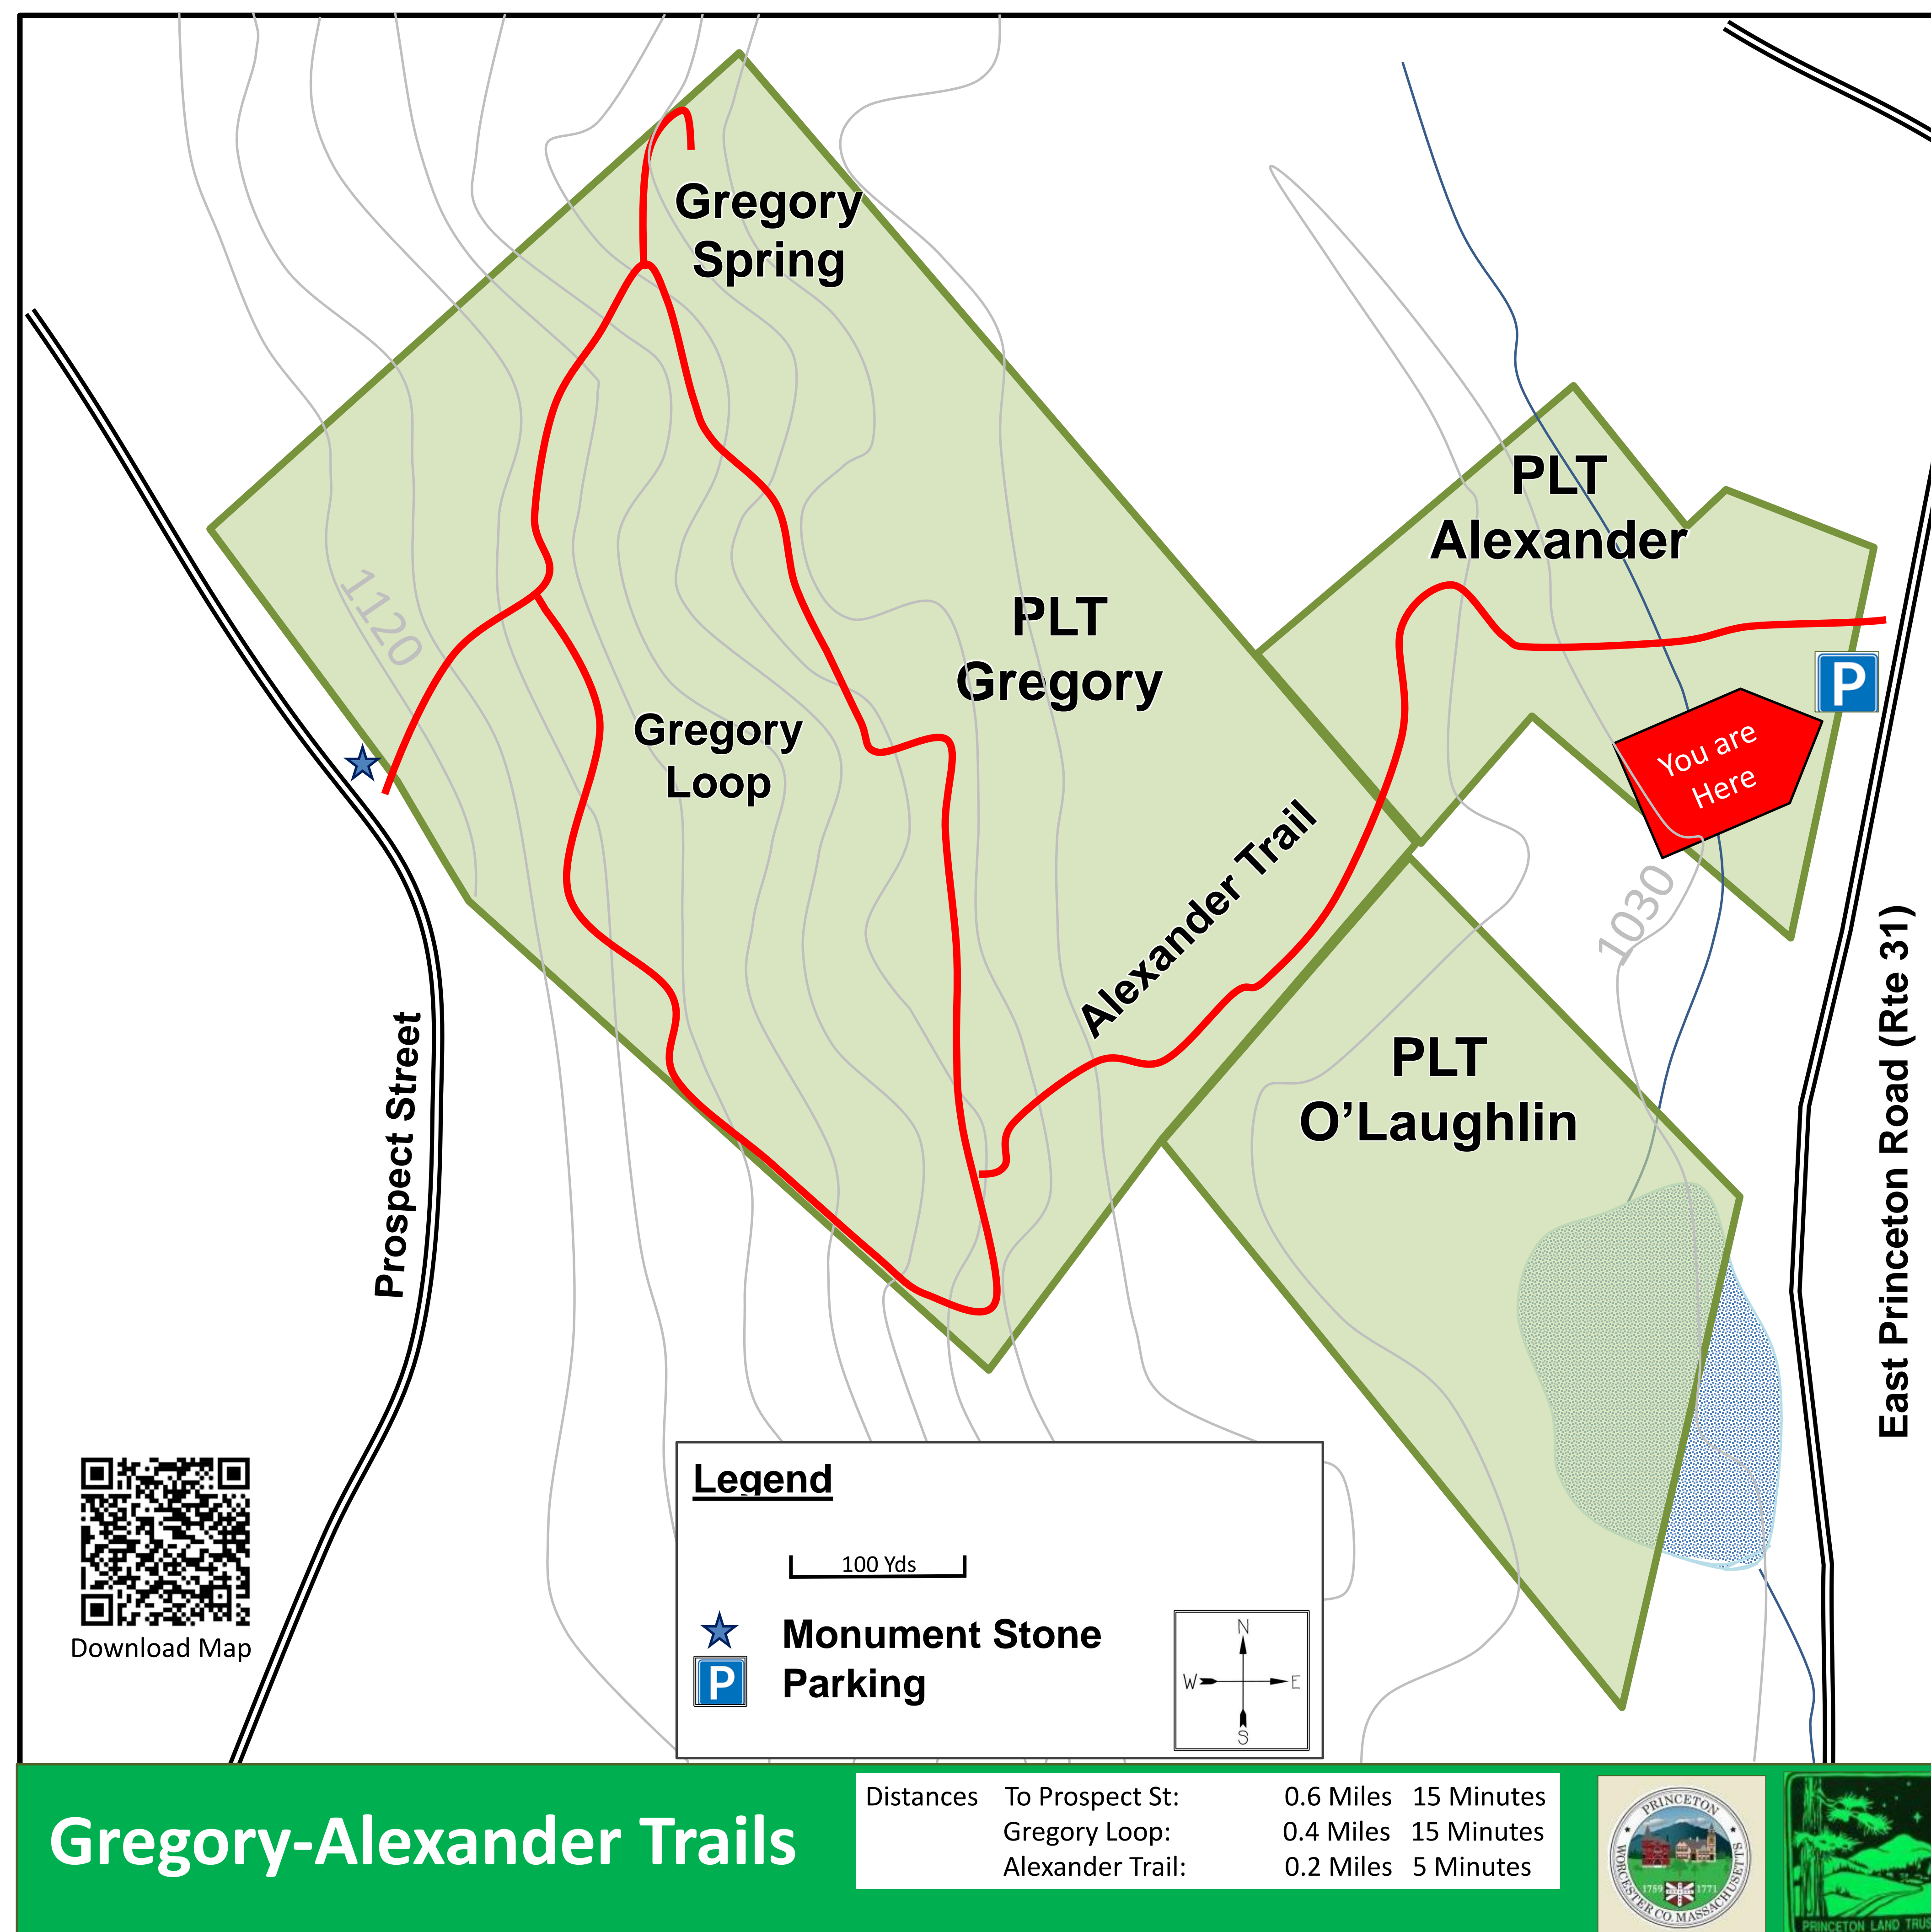 Gregory
Spring
PLT
Alexander
1120
PLT
Gregory
P
Gregory
Loop
You are
Here
Alexander Trail
1030
East Princeton Road (Rte 31)
PLT
O’Laughlin
Prospect Street
Legend
100 Yds
Monument Stone
P Parking
N
W E
S
Download Map
Gregory-Alexander Trails
Distances To Prospect St: 0.6 Miles 15 Minutes
Gregory Loop: 0.4 Miles 15 Minutes
Alexander Trail: 0.2 Miles 5 Minutes
PRINCETON
WORCESTER CO. MASSACHUSETTS
1759 1771
PRINCETON LAND